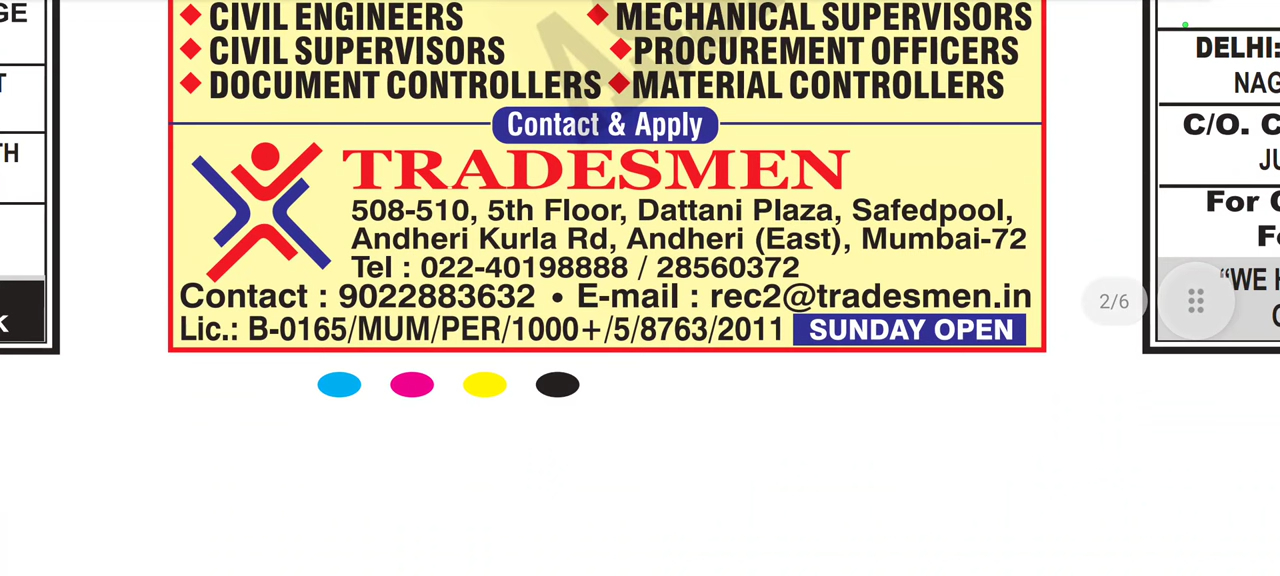 GE
T
TH
K
◆ CIVIL ENGINEERS
◆ MECHANICAL SUPERVISORS
◆ CIVIL SUPERVISORS
◆ PROCUREMENT OFFICERS
◆ DOCUMENT CONTROLLERS
◆ MATERIAL CONTROLLERS
Contact & Apply
TRADESMEN
508-510, 5th Floor, Dattani Plaza, Safedpool,
Andheri Kurla Rd, Andheri (East), Mumbai-72
Tel : 022-40198888 / 28560372
Contact : 9022883632 • E-mail : rec2@tradesmen.in
Lic.: B-0165/MUM/PER/1000+/5/8763/2011 SUNDAY OPEN
2/6
DELHI:
NAG
C/O. C
JU
For
F
"WE